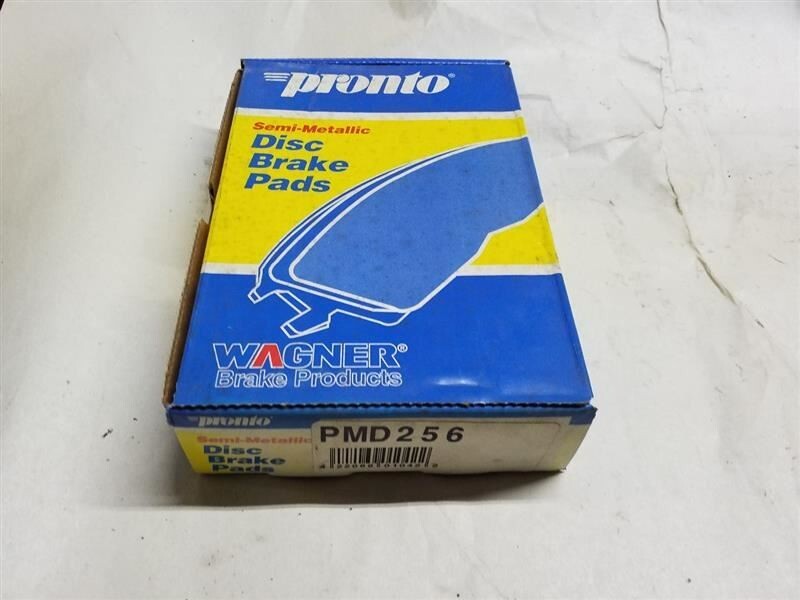 pronto®
Semi-Metallic
Disc
Brake
Pads
WAGNER®
Brake Products
pronto
Semi-Metallic
Disc
Brake
Pads
PMD256